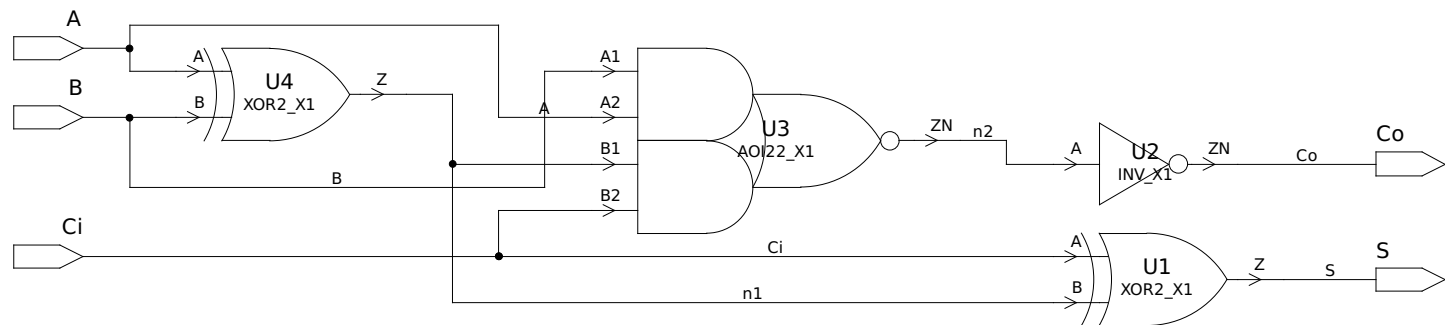 A
A
U4
XOR2_X1
Z
B
B
A
B
A1
A2
B1
B2
U3
AOI22_X1
ZN
n2
A
U2
INV_X1
ZN
Co
Co
Ci
Ci
n1
A
B
U1
XOR2_X1
Z
S
S